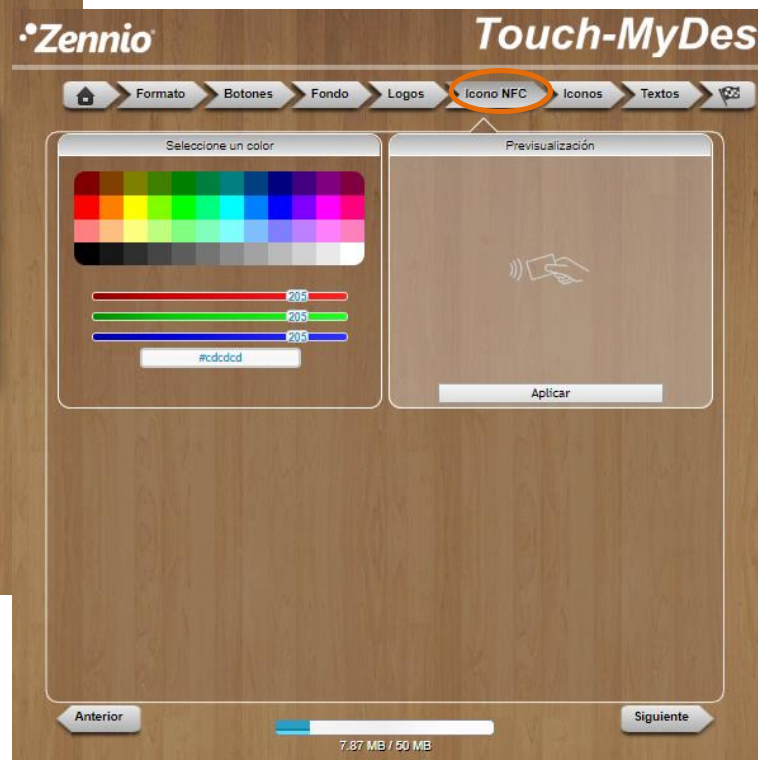 Zennio
Touch-MyDes
Formato Botones Fondo Logos Icono NFC Iconos Textos
Seleccione un color
Previsualización
205
205
205
#cdcdcd
Aplicar
Anterior
Siguiente
7.87 MB / 50 MB